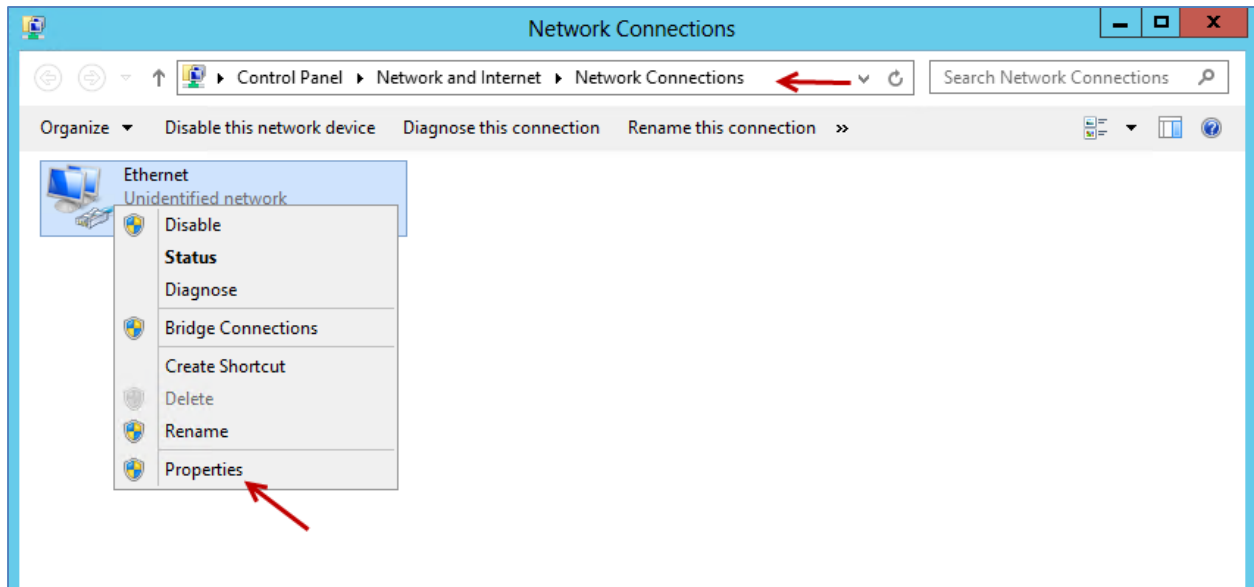 Network Connections
Control Panel Network and Internet Network Connections
Search Network Connections
Organize Disable this network device Diagnose this connection Rename this connection »
Ethernet
Unidentified network
Disable
Status
Diagnose
Bridge Connections
Create Shortcut
Delete
Rename
Properties